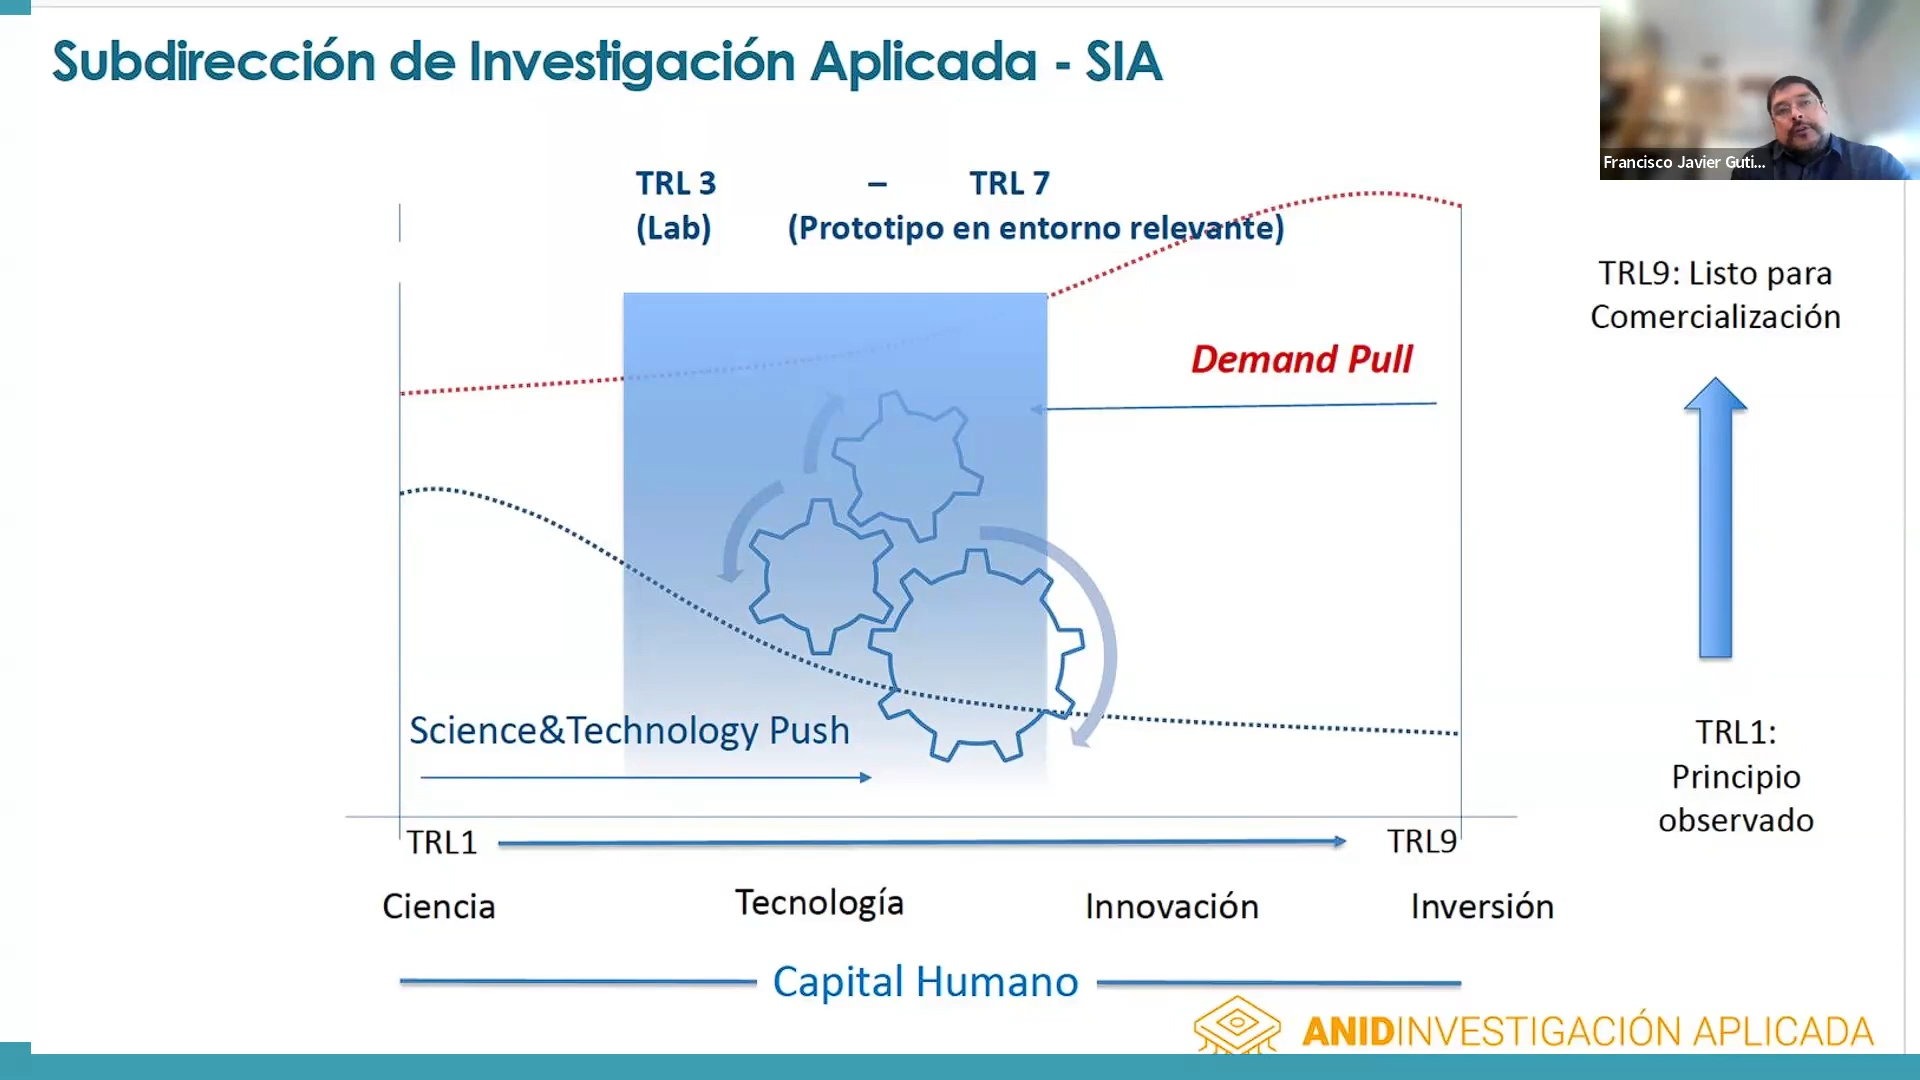 Subdirección de Investigación Aplicada - SIA
Francisco Javier Guti...
TRL 3 – TRL 7
(Lab) (Prototipo en entorno relevante)
TRL9: Listo para
Comercialización
Demand Pull
Science&Technology Push
TRL1:
Principio
observado
TRL1 TRL9
Ciencia Tecnología Innovación Inversión
Capital Humano
ANIDINVESTIGACIÓN APLICADA